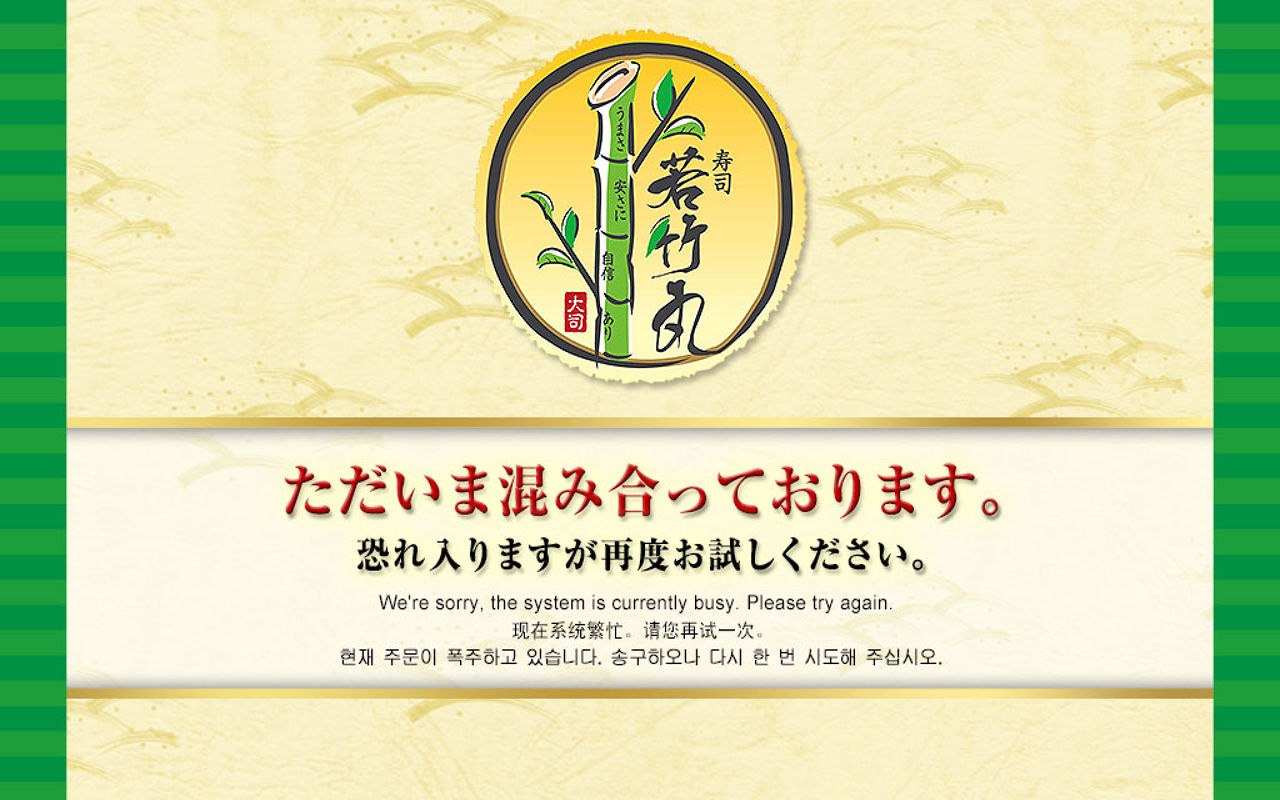 寿司
若竹丸
うまさ
安さに
自信
あり
大司
ただいま混み合っております。
恐れ入りますが再度お試しください。
We're sorry, the system is currently busy. Please try again.
现在系统繁忙。请您再试一次。
현재 주문이 폭주하고 있습니다. 송구하오나 다시 한 번 시도해 주십시오.